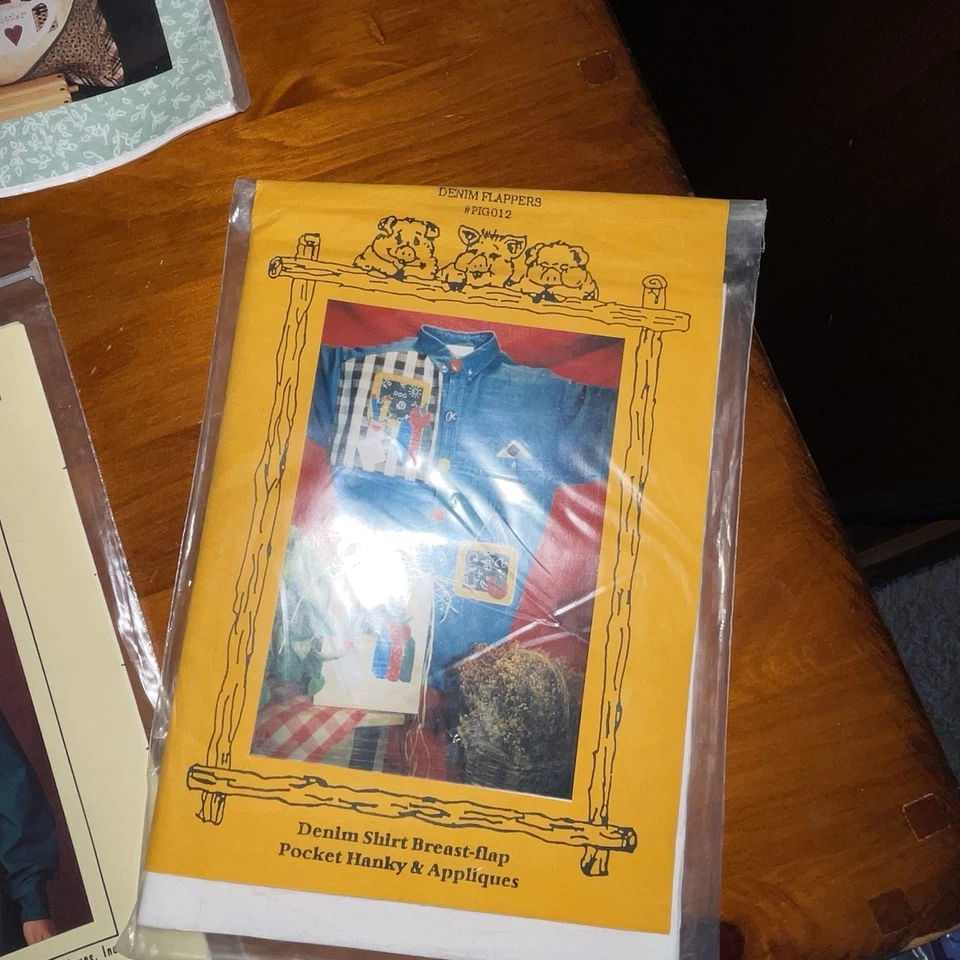 DENIM FLAPPERS
#PIG012
Denim Shirt Breast-flap
Pocket Hanky & Appliques